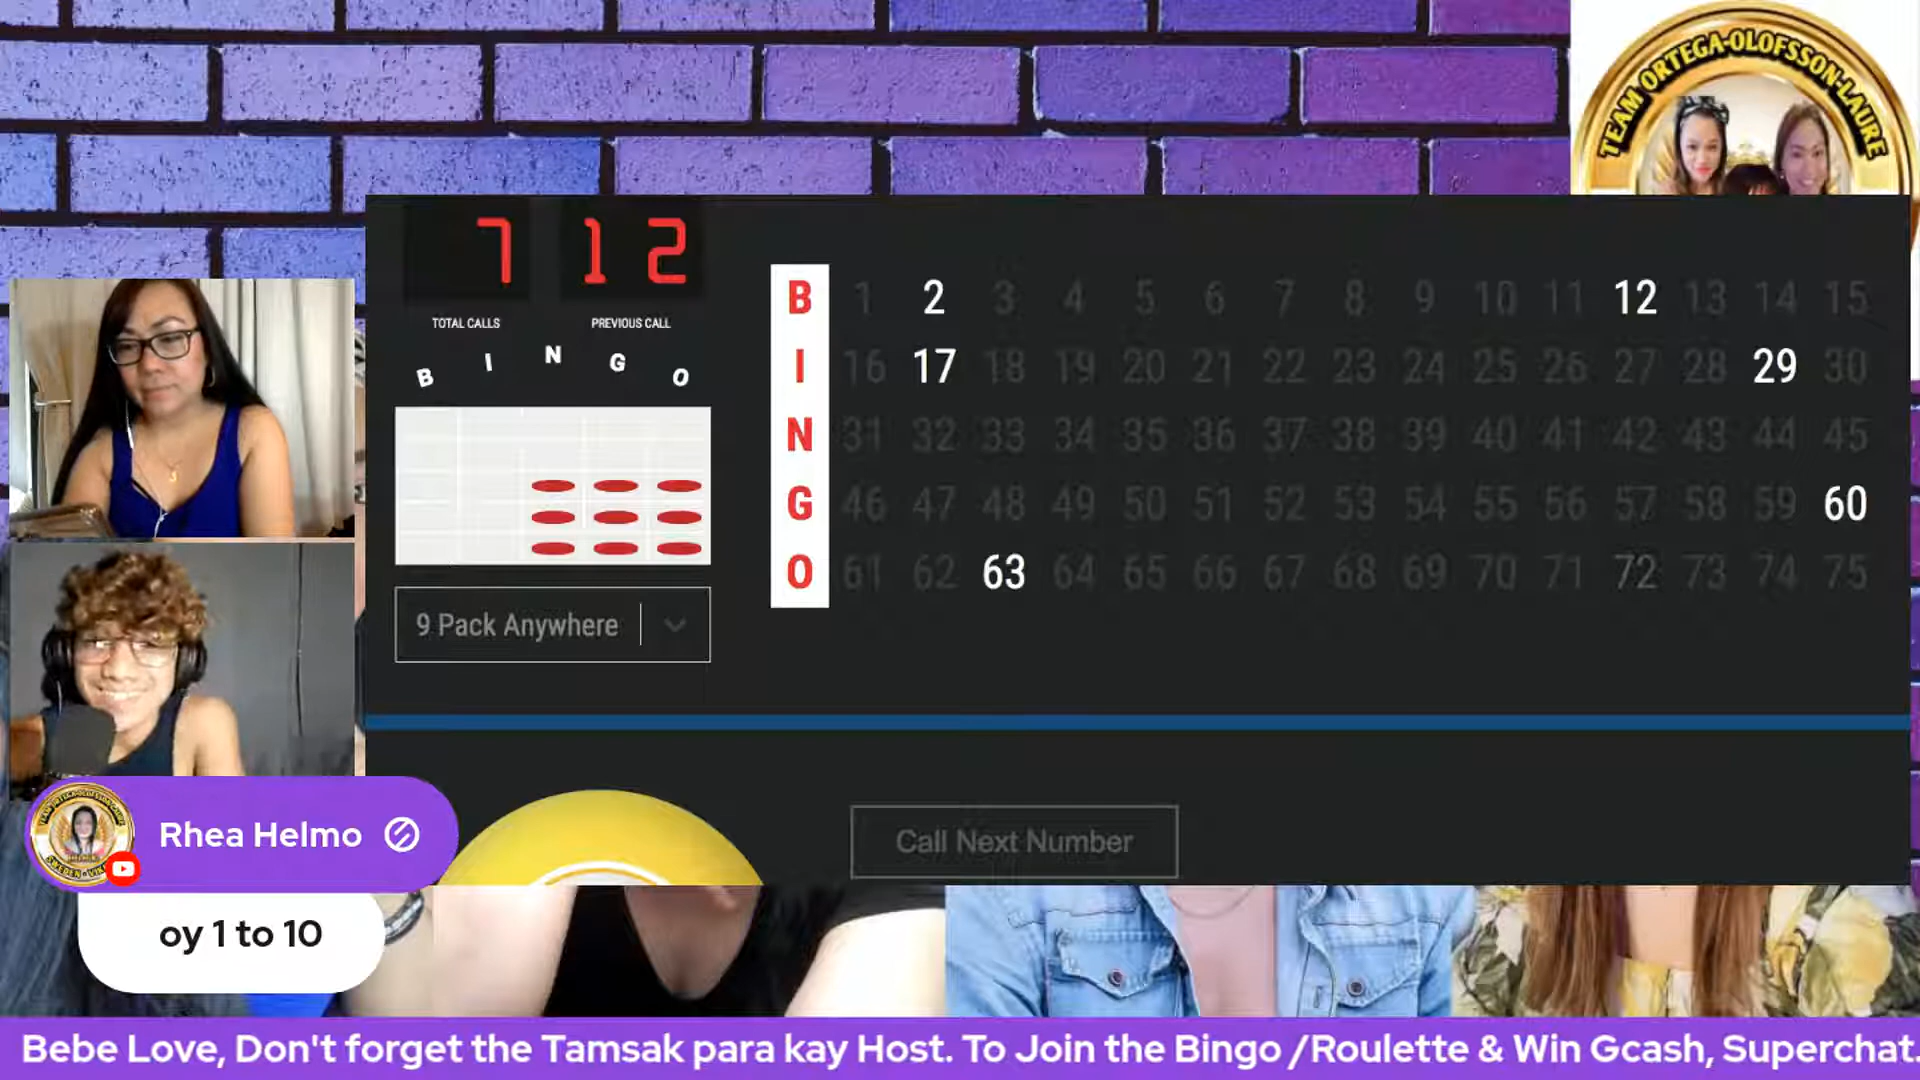 TEAM ORTEGA-OLOFSSON-LAURE
7 12
TOTAL CALLS PREVIOUS CALL
B I N G O
9 Pack Anywhere
B 1 2 3 4 5 6 7 8 9 10 11 12 13 14 15
I 16 17 18 19 20 21 22 23 24 25 26 27 28 29 30
N 31 32 33 34 35 36 37 38 39 40 41 42 43 44 45
G 46 47 48 49 50 51 52 53 54 55 56 57 58 59 60
O 61 62 63 64 65 66 67 68 69 70 71 72 73 74 75
Call Next Number
Rhea Helmo
oy 1 to 10
Bebe Love, Don't forget the Tamsak para kay Host. To Join the Bingo /Roulette & Win Gcash, Superchat.